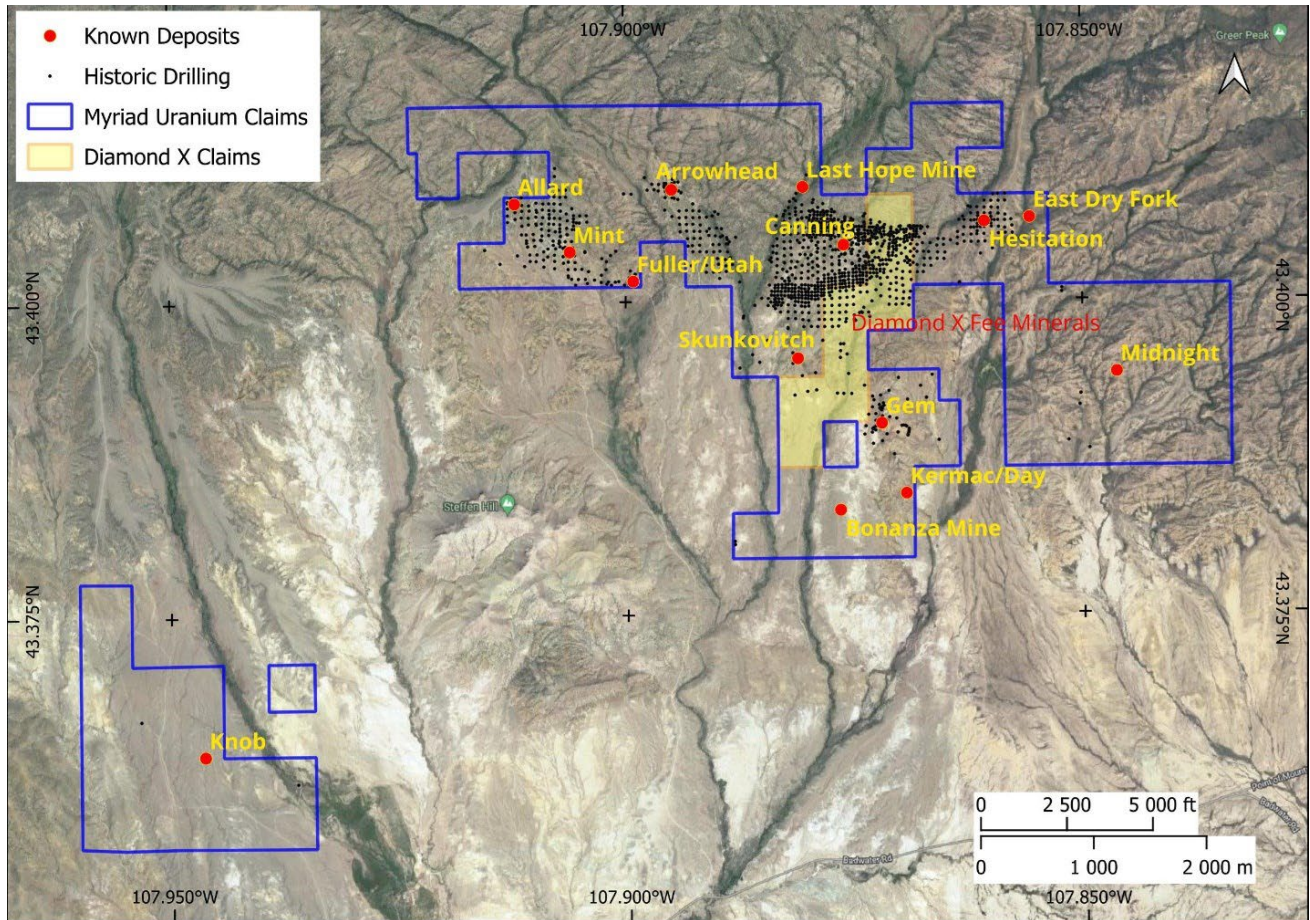 Known Deposits
Historic Drilling
Myriad Uranium Claims
Diamond X Claims
107.900°W
107.850°W
Greer Peak
Allard
Arrowhead
Last Hope Mine
East Dry Fork
Canning
Mint
Hesitation
Fuller/Utah
43.400°N
43.400°N
Diamond X Fee Minerals
Skunkovitch
Midnight
Gem
Kermac/Day
Steffen Hill
Bonanza Mine
43.375°N
43.375°N
Knob
Badwater Rd
0 2 500 5 000 ft
0 1 000 2 000 m
Badwater Rd
107.950°W
107.900°W
107.850°W